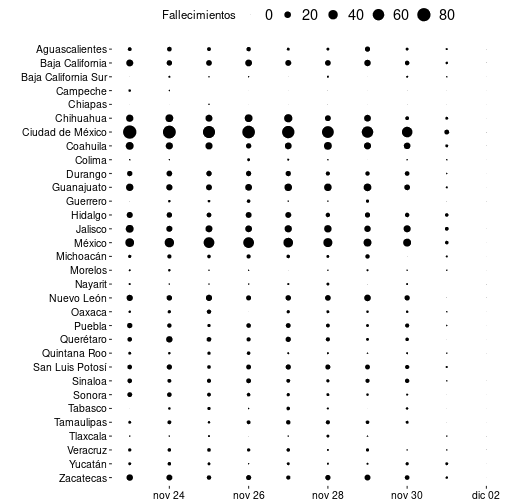 Fallecimientos 0 20 40 60 80
Aguascalientes
Baja California
Baja California Sur
Campeche
Chiapas
Chihuahua
Ciudad de México
Coahuila
Colima
Durango
Guanajuato
Guerrero
Hidalgo
Jalisco
México
Michoacán
Morelos
Nayarit
Nuevo León
Oaxaca
Puebla
Querétaro
Quintana Roo
San Luis Potosí
Sinaloa
Sonora
Tabasco
Tamaulipas
Tlaxcala
Veracruz
Yucatán
Zacatecas
nov 24 nov 26 nov 28 nov 30 dic 02